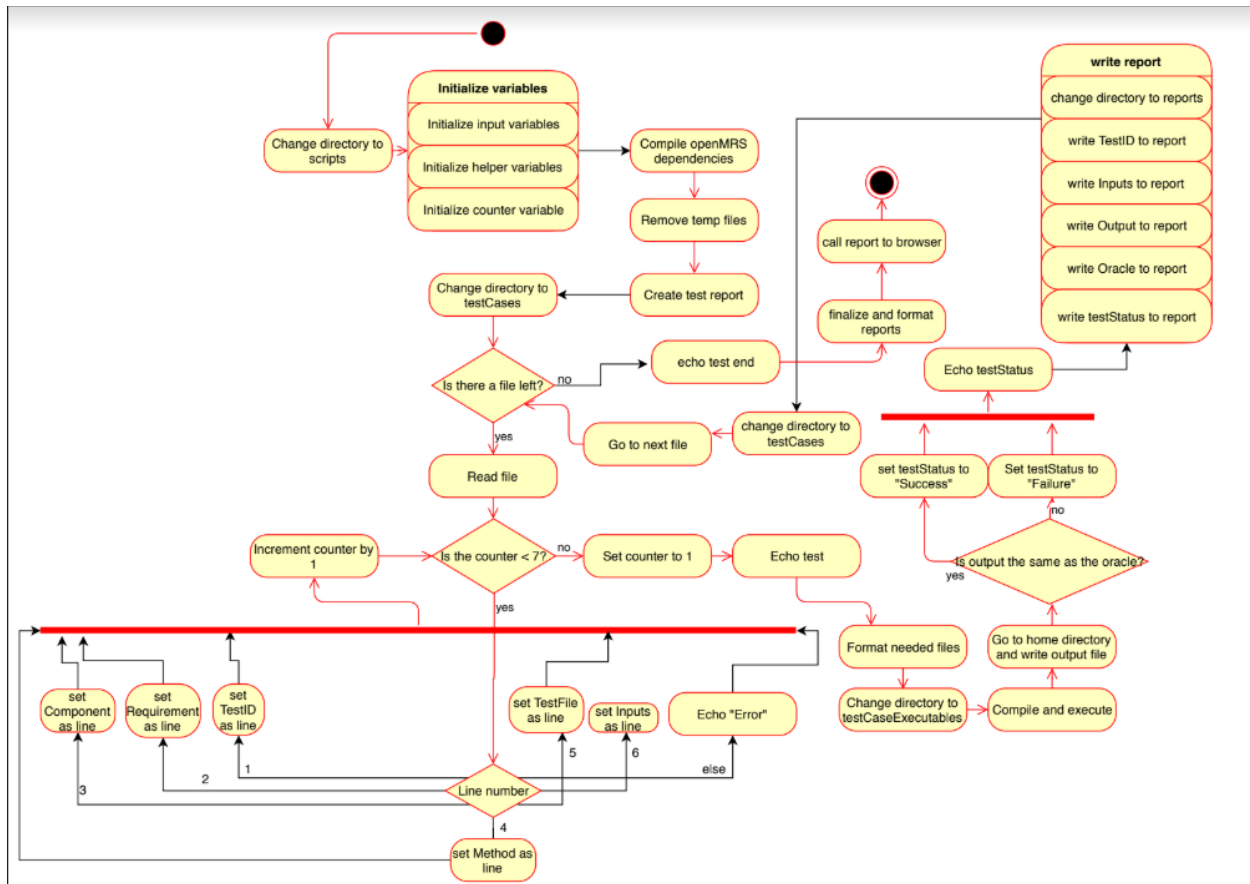 write report
change directory to reports
write TestID to report
write Inputs to report
write Output to report
write Oracle to report
write testStatus to report
Initialize variables
Initialize input variables
Initialize helper variables
Initialize counter variable
Change directory to
scripts
Compile openMRS
dependencies
Remove temp files
Create test report
Change directory to
testCases
call report to browser
finalize and format
reports
echo test end
Is there a file left?
no
yes
Go to next file
change directory to
testCases
Echo testStatus
set testStatus to
"Success"
Set testStatus to
"Failure"
no
yes
Is output the same as the oracle?
Read file
Increment counter by
1
Is the counter < 7?
no
yes
Set counter to 1
Echo test
Format needed files
Change directory to
testCaseExecutables
Compile and execute
Go to home directory
and write output file
set
Component
as line
set
Requirement
as line
set
TestID
as line
set TestFile
as line
set Inputs
as line
Echo "Error"
3
2
1
5
6
else
Line number
4
set Method as
line